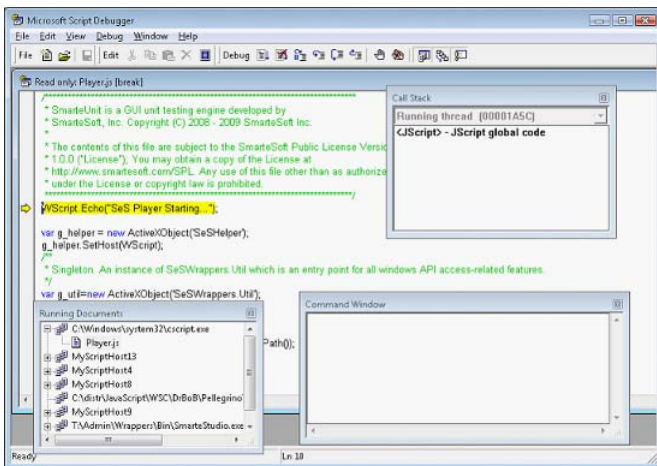 Microsoft Script Debugger
File Edit View Debug Window Help
File Edit Debug
Read only: Player.js [break]
/**********************************************************************
* SmarteUnit is a GUI unit testing engine developed by
* SmarteSoft, Inc. Copyright (C) 2008 - 2009 SmarteSoft Inc.
*
* The contents of this file are subject to the SmarteSoft Public License Versic
* 1.0.0 ("License"); You may obtain a copy of the License at
* http://www.smartesoft.com/SPL. Any use of this file other than as authorize
* under the License or copyright law is prohibited.
**********************************************************************/
WScript.Echo("SeS Player Starting...");
var g_helper = new ActiveXObject('SeSHelper');
g_helper.SetHost(WScript);
/**
* Singleton. An instance of SeSWrappers.Util which is an entry point for all windows API access-related features.
*/
var g_util=new ActiveXObject('SeSWrappers.Util');
Path());
Call Stack
Running thread (00001A5C)
<JScript> - JScript global code
Running Documents
C:\Windows\system32\cscript.exe
Player.js
MyScriptHost13
MyScriptHost4
MyScriptHost8
C:\distr\JavaScript\WSC\DrBoB\Pellegrino
MyScriptHost9
T:\Admin\Wrappers\Bin\SmarteStudio.exe
Command Window
Ready
Ln 10